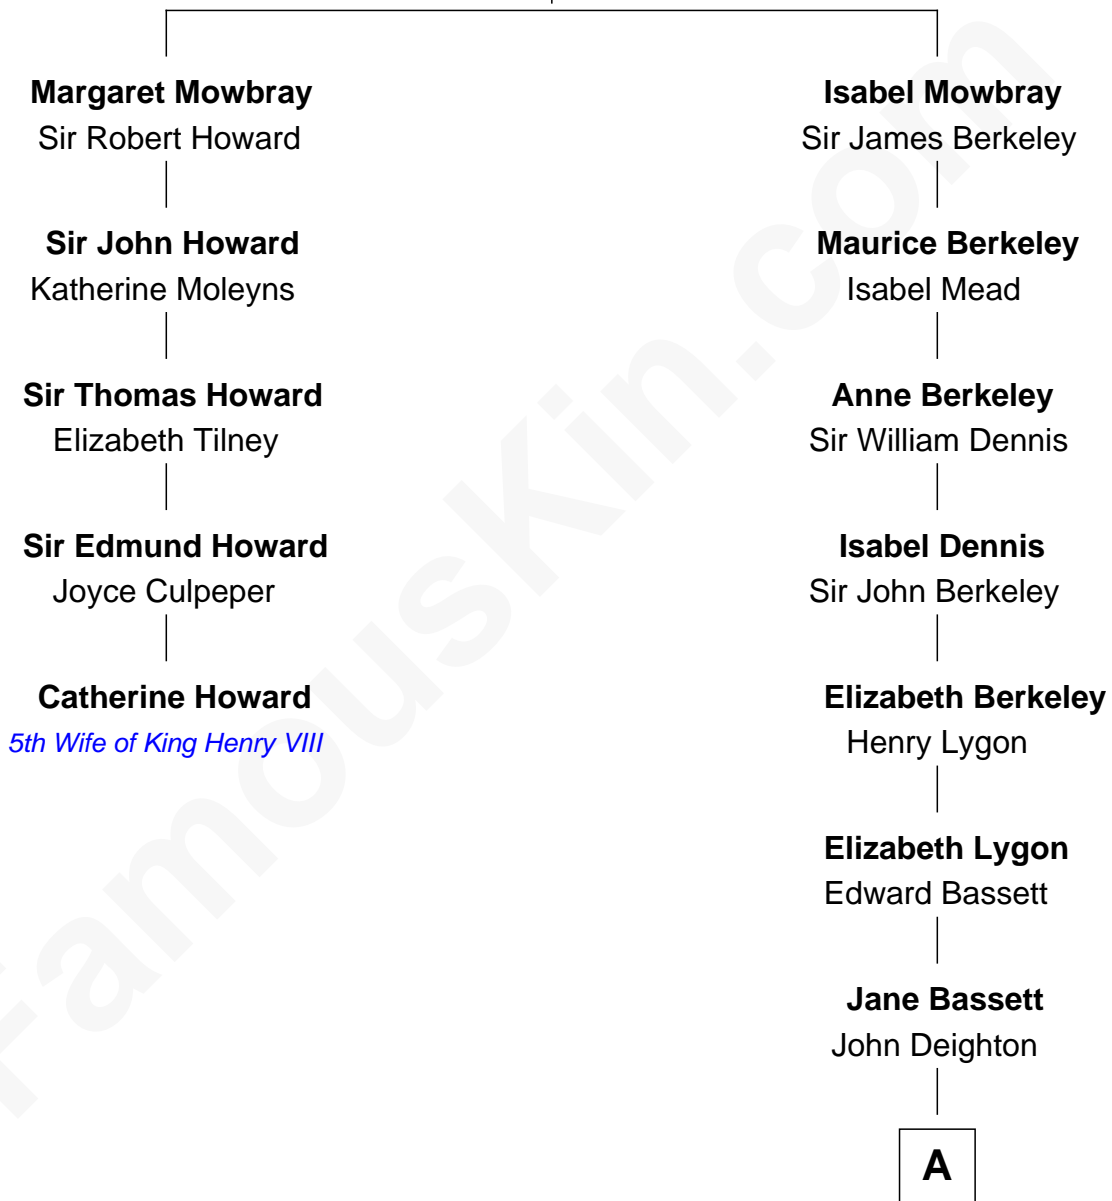 Margaret Mowbray
Sir Robert Howard
Sir John Howard
Katherine Moleyns
Sir Thomas Howard
Elizabeth Tilney
Sir Edmund Howard
Joyce Culpeper
Catherine Howard
5th Wife of King Henry VIII
Isabel Mowbray
Sir James Berkeley
Maurice Berkeley
Isabel Mead
Anne Berkeley
Sir William Dennis
Isabel Dennis
Sir John Berkeley
Elizabeth Berkeley
Henry Lygon
Elizabeth Lygon
Edward Bassett
Jane Bassett
John Deighton
A
FamousKin.com